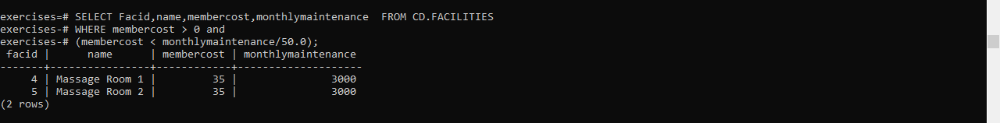 exercises=# SELECT Facid,name,membercost,monthlymaintenance  FROM CD.FACILITIES
exercises-# WHERE membercost > 0 and
exercises-# (membercost < monthlymaintenance/50.0);
 facid |      name      | membercost | monthlymaintenance
-------+----------------+------------+--------------------
     4 | Massage Room 1 |         35 |               3000
     5 | Massage Room 2 |         35 |               3000
(2 rows)